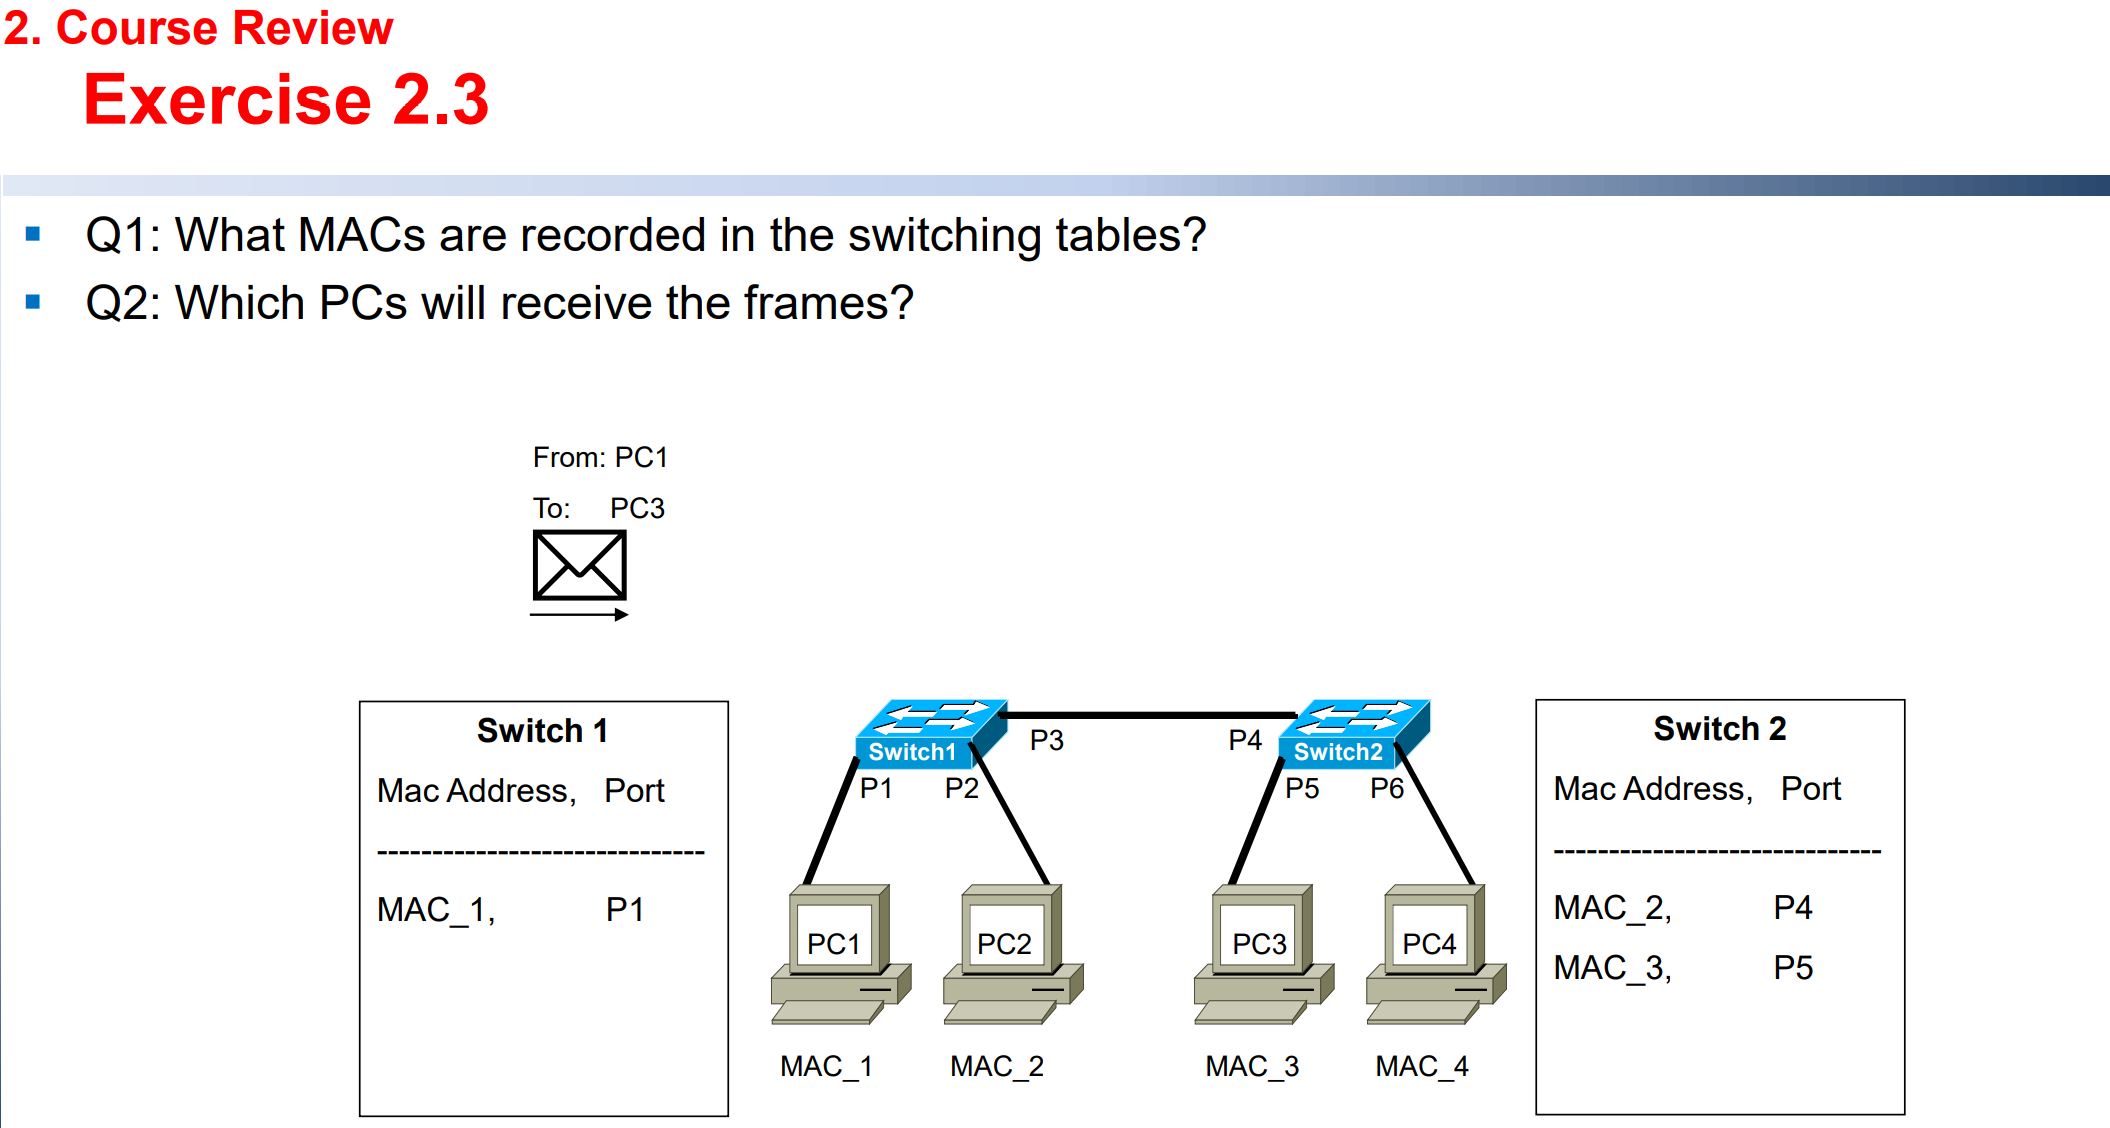 2. Course Review
Exercise 2.3
Q1: What MACs are recorded in the switching tables?
Q2: Which PCs will receive the frames?
From: PC1
To: PC3
Switch 1
Mac Address, Port
------------------------------
MAC_1, P1
Switch1
P3
P1
P2
P4
Switch2
P5
P6
PC1
PC2
PC3
PC4
MAC_1
MAC_2
MAC_3
MAC_4
Switch 2
Mac Address, Port
------------------------------
MAC_2, P4
MAC_3, P5